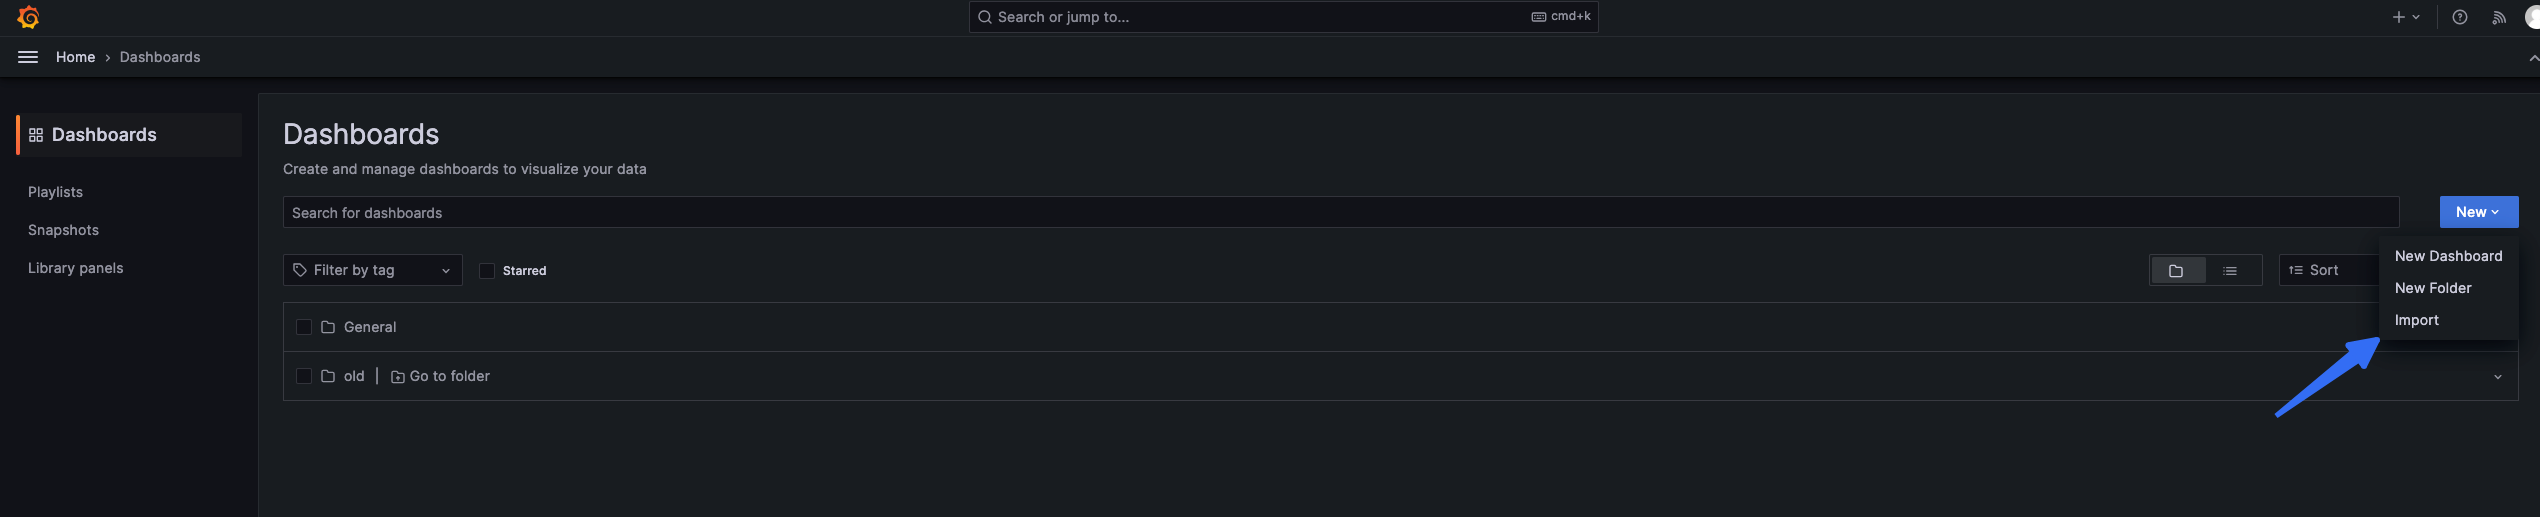 Search or jump to...
cmd+k
Home
Dashboards
Dashboards
Playlists
Snapshots
Library panels
Dashboards
Create and manage dashboards to visualize your data
Search for dashboards
New
Filter by tag
Starred
Sort
New Dashboard
New Folder
Import
General
old | Go to folder